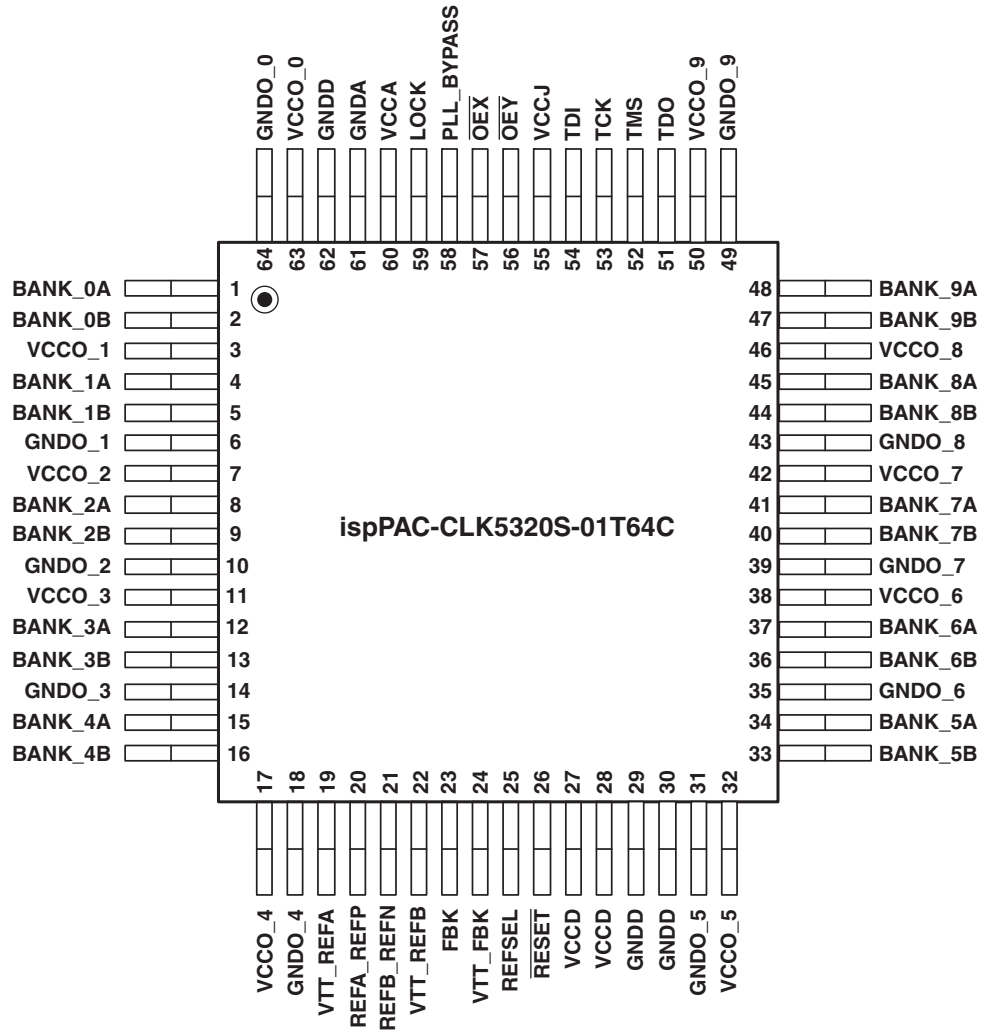 GNDO_0
VCCO_0
GNDD
GNDA
VCCA
LOCK
PLL_BYPASS
OEX
OEY
VCCJ
TDI
TCK
TMS
TDO
VCCO_9
GNDO_9
64
63
62
61
60
59
58
57
56
55
54
53
52
51
50
49
BANK_0A 1
BANK_0B 2
VCCO_1 3
BANK_1A 4
BANK_1B 5
GNDO_1 6
VCCO_2 7
BANK_2A 8
BANK_2B 9
GNDO_2 10
VCCO_3 11
BANK_3A 12
BANK_3B 13
GNDO_3 14
BANK_4A 15
BANK_4B 16
ispPAC-CLK5320S-01T64C
48 BANK_9A
47 BANK_9B
46 VCCO_8
45 BANK_8A
44 BANK_8B
43 GNDO_8
42 VCCO_7
41 BANK_7A
40 BANK_7B
39 GNDO_7
38 VCCO_6
37 BANK_6A
36 BANK_6B
35 GNDO_6
34 BANK_5A
33 BANK_5B
17
18
19
20
21
22
23
24
25
26
27
28
29
30
31
32
VCCO_4
GNDO_4
VTT_REFA
REFA_REFP
REFB_REFN
VTT_REFB
FBK
VTT_FBK
REFSEL
RESET
VCCD
VCCD
GNDD
GNDD
GNDO_5
VCCO_5